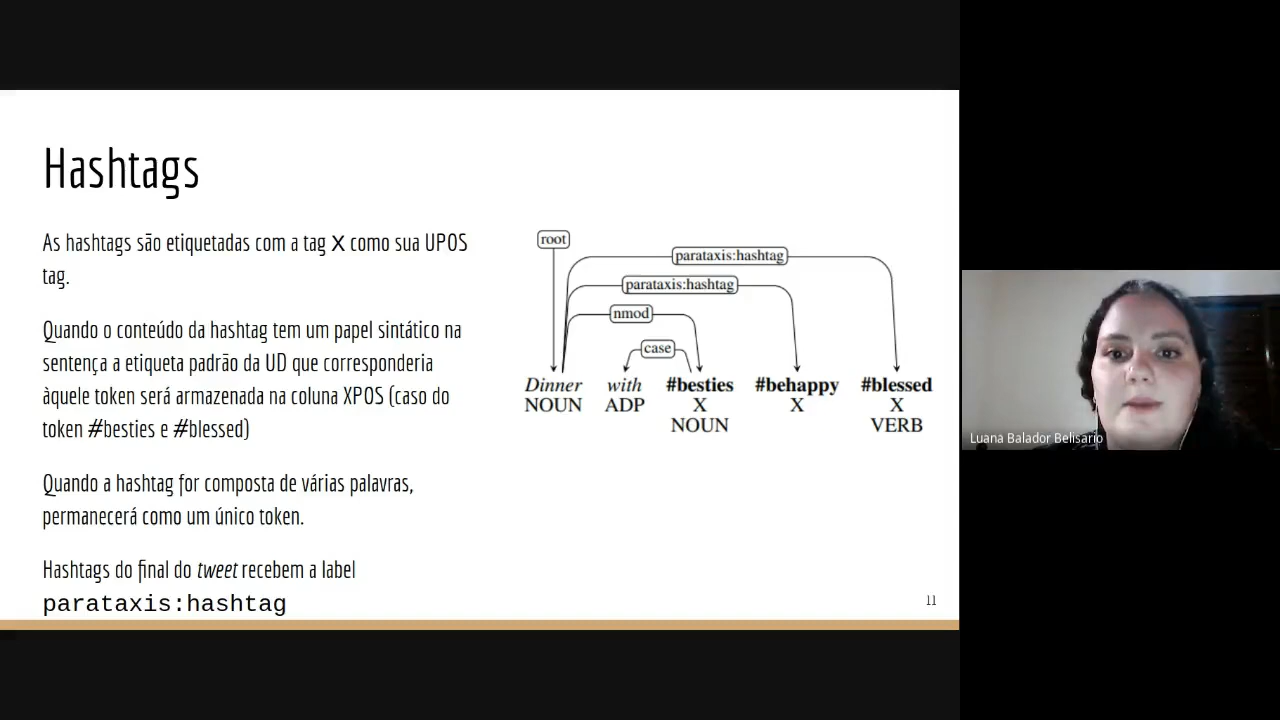 Hashtags
As hashtags são etiquetadas com a tag X como sua UPOS
tag.
Quando o conteúdo da hashtag tem um papel sintático na
sentença a etiqueta padrão da UD que corresponderia
àquele token será armazenada na coluna XPOS (caso do
token #besties e #blessed)
Quando a hashtag for composta de várias palavras,
permanecerá como um único token.
Hashtags do final do tweet recebem a label
parataxis:hashtag
root
parataxis:hashtag
parataxis:hashtag
nmod
case
Dinner with #besties #behappy #blessed
NOUN ADP X X X
NOUN VERB
11
Luana Balador Belisario